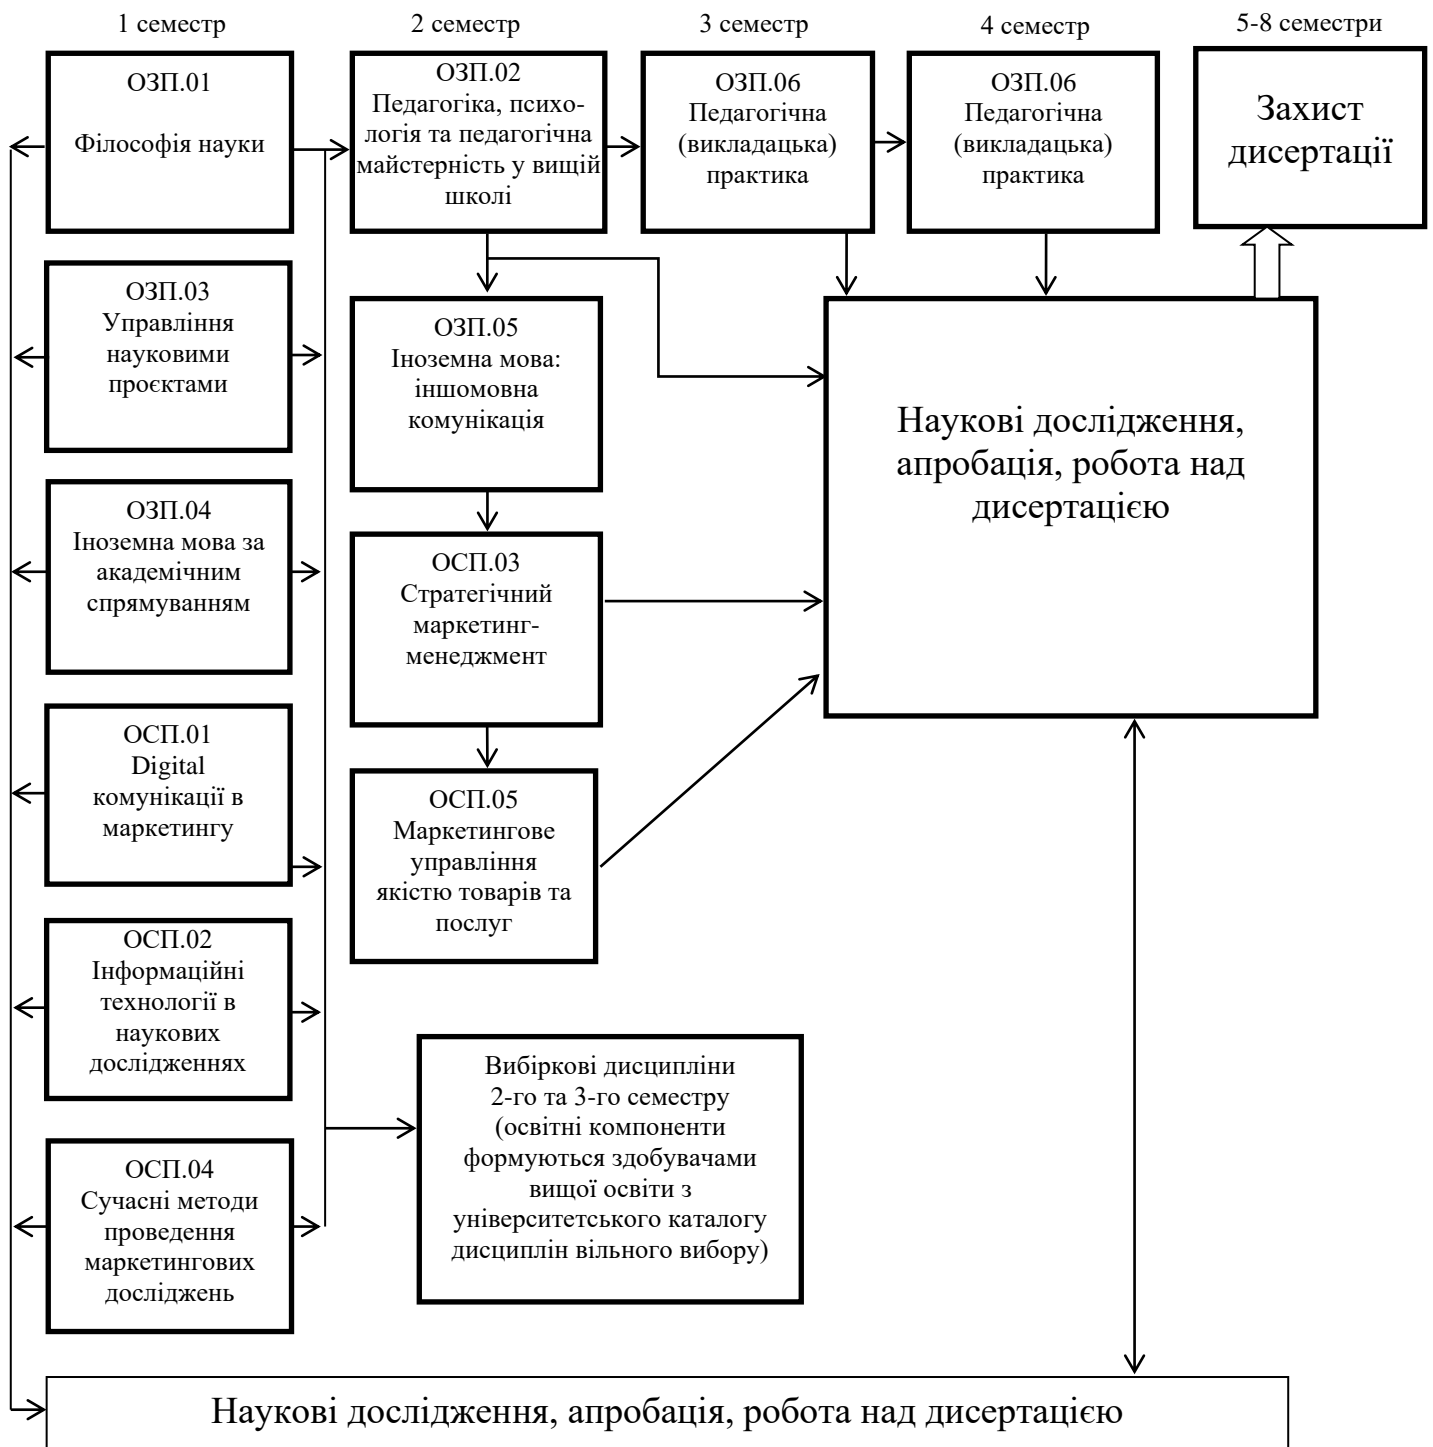 1 семестр
2 семестр
3 семестр
4 семестр
5-8 семестри
ОЗП.01
Філософія науки
ОЗП.02
Педагогіка, психо-
логія та педагогічна
майстерність у вищій
школі
ОЗП.06
Педагогічна
(викладацька)
практика
ОЗП.06
Педагогічна
(викладацька)
практика
Захист
дисертації
ОЗП.03
Управління
науковими
проєктами
ОЗП.05
Іноземна мова:
іншомовна
комунікація
Наукові дослідження,
апробація, робота над
дисертацією
ОЗП.04
Іноземна мова за
академічним
спрямуванням
ОСП.03
Стратегічний
маркетинг-
менеджмент
ОСП.01
Digital
комунікації в
маркетингу
ОСП.05
Маркетингове
управління
якістю товарів та
послуг
ОСП.02
Інформаційні
технології в
наукових
дослідженнях
Вибіркові дисципліни
2-го та 3-го семестру
(освітні компоненти
формуються здобувачами
вищої освіти з
університетського каталогу
дисциплін вільного вибору)
ОСП.04
Сучасні методи
проведення
маркетингових
досліджень
Наукові дослідження, апробація, робота над дисертацією